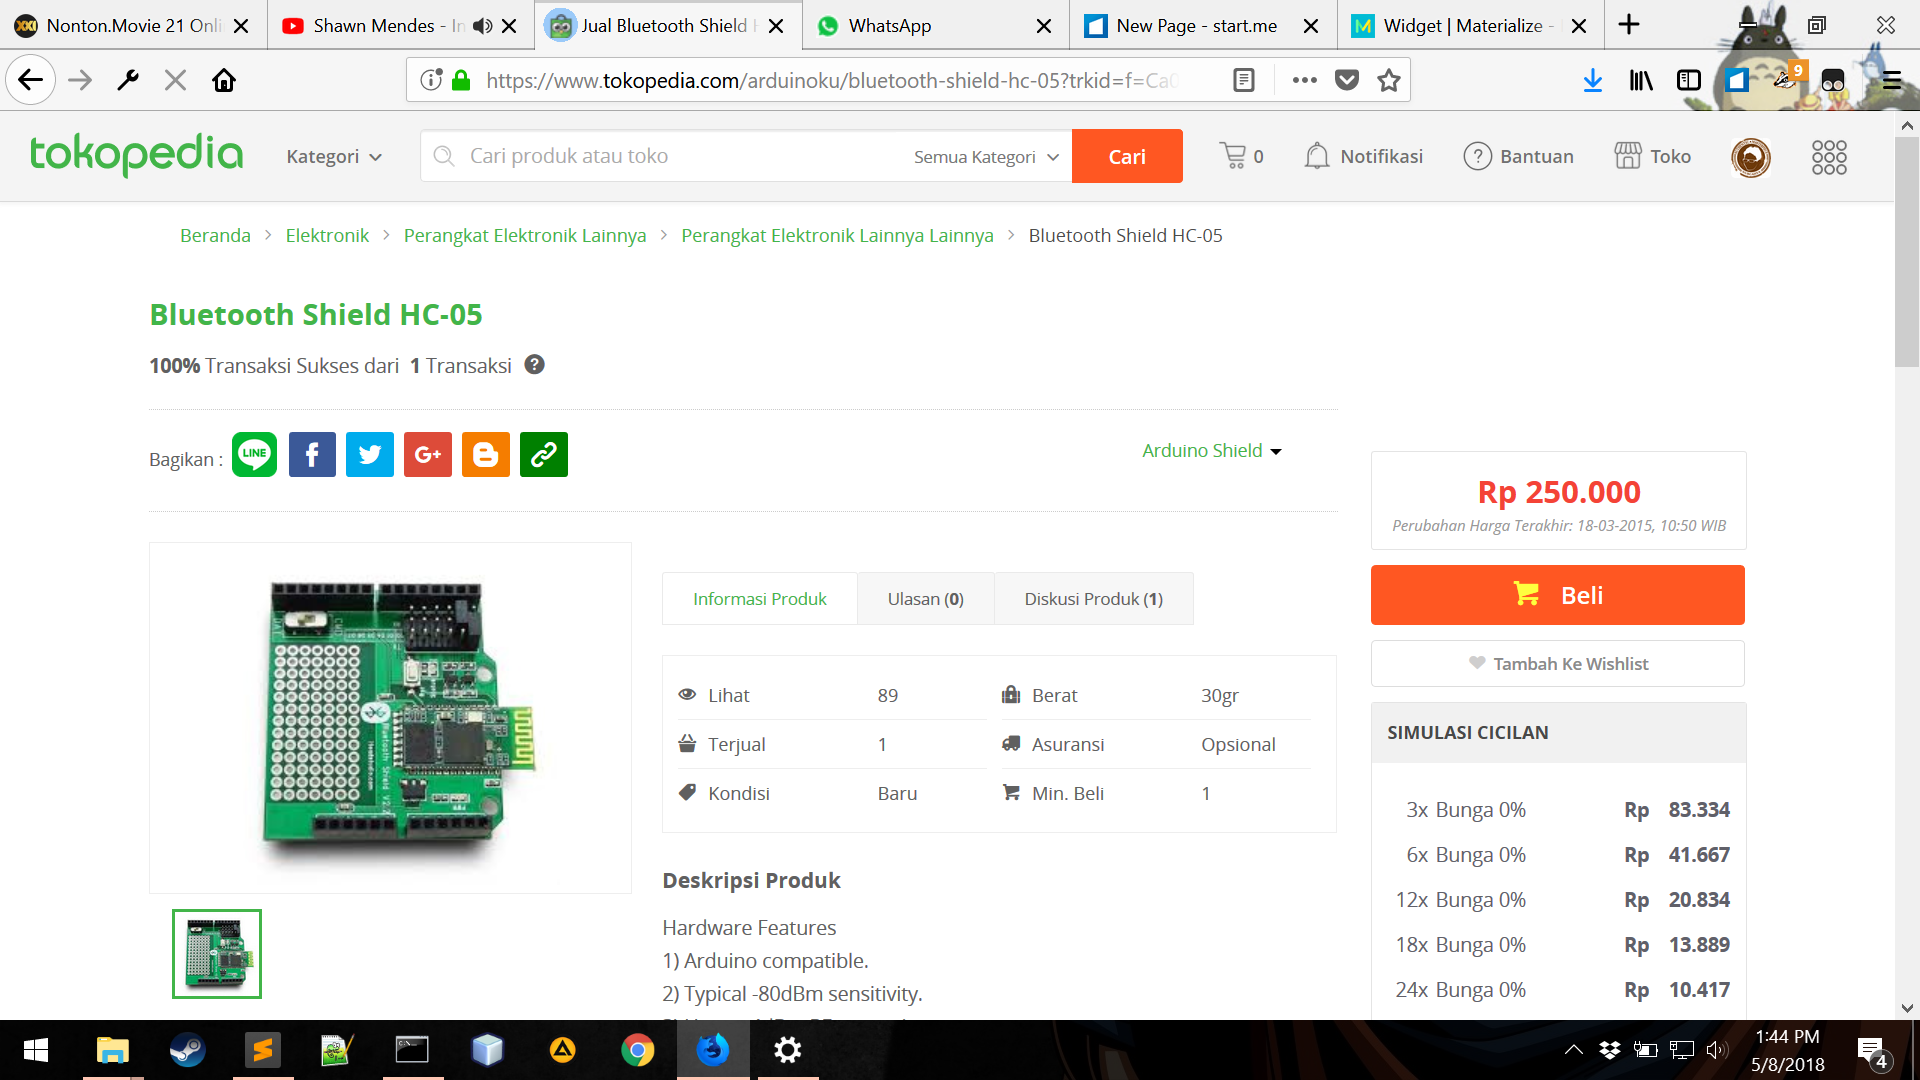 Nonton.Movie 21 Onli
Shawn Mendes - In
Jual Bluetooth Shield H
WhatsApp
New Page - start.me
Widget | Materialize -
https://www.tokopedia.com/arduinoku/bluetooth-shield-hc-05?trkid=f=Ca0
9
tokopedia
Kategori
Cari produk atau toko
Semua Kategori
Cari
0
Notifikasi
Bantuan
Toko
Beranda > Elektronik > Perangkat Elektronik Lainnya > Perangkat Elektronik Lainnya Lainnya > Bluetooth Shield HC-05
Bluetooth Shield HC-05
100% Transaksi Sukses dari 1 Transaksi
Bagikan :
LINE
G+
Arduino Shield
Rp 250.000
Perubahan Harga Terakhir: 18-03-2015, 10:50 WIB
Beli
Tambah Ke Wishlist
Informasi Produk
Ulasan (0)
Diskusi Produk (1)
Lihat 89
Berat 30gr
Terjual 1
Asuransi Opsional
Kondisi Baru
Min. Beli 1
SIMULASI CICILAN
3x Bunga 0% Rp 83.334
6x Bunga 0% Rp 41.667
12x Bunga 0% Rp 20.834
18x Bunga 0% Rp 13.889
24x Bunga 0% Rp 10.417
Deskripsi Produk
Hardware Features
1) Arduino compatible.
2) Typical -80dBm sensitivity.
Bluetooth Shield V2.2
1:44 PM
5/8/2018
4